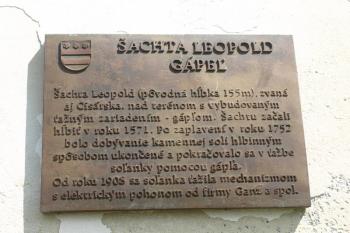 ŠACHTA LEOPOLD
GÁPEĽ
Šachta Leopold (pôvodná hĺbka 155m), zvaná
aj Cisárska, nad terénom s vybudovaným
ťažným zariadením - gápľom. Šachtu začali
hĺbiť v roku 1571. Po zaplavení v roku 1752
bolo dobývanie kamennej soli hlbinným
spôsobom ukončené a pokračovalo sa v ťažbe
soľanky pomocou gápľa.
Od roku 1906 sa soľanka ťažila mechanizmom
s elektrickým pohonom od firmy Ganz a spol.